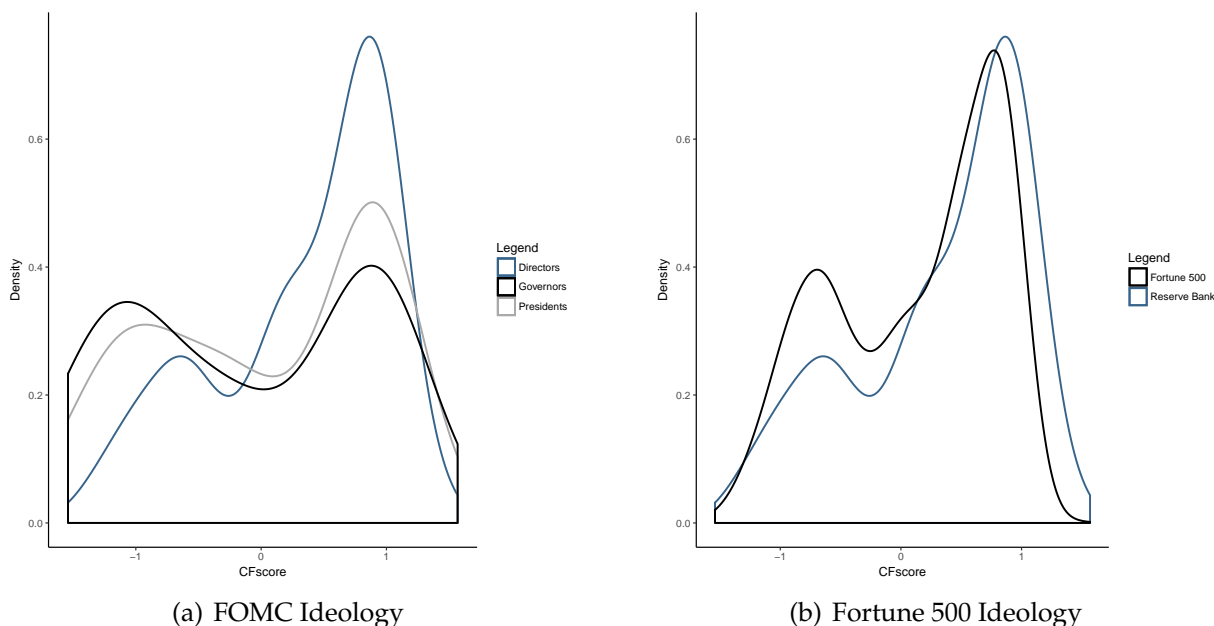 0.6
0.4
0.2
0.0
Density
−1
0
1
CFscore
Legend
Directors
Governors
Presidents
(a) FOMC Ideology
0.6
0.4
0.2
0.0
Density
−1
0
1
CFscore
Legend
Fortune 500
Reserve Bank
(b) Fortune 500 Ideology